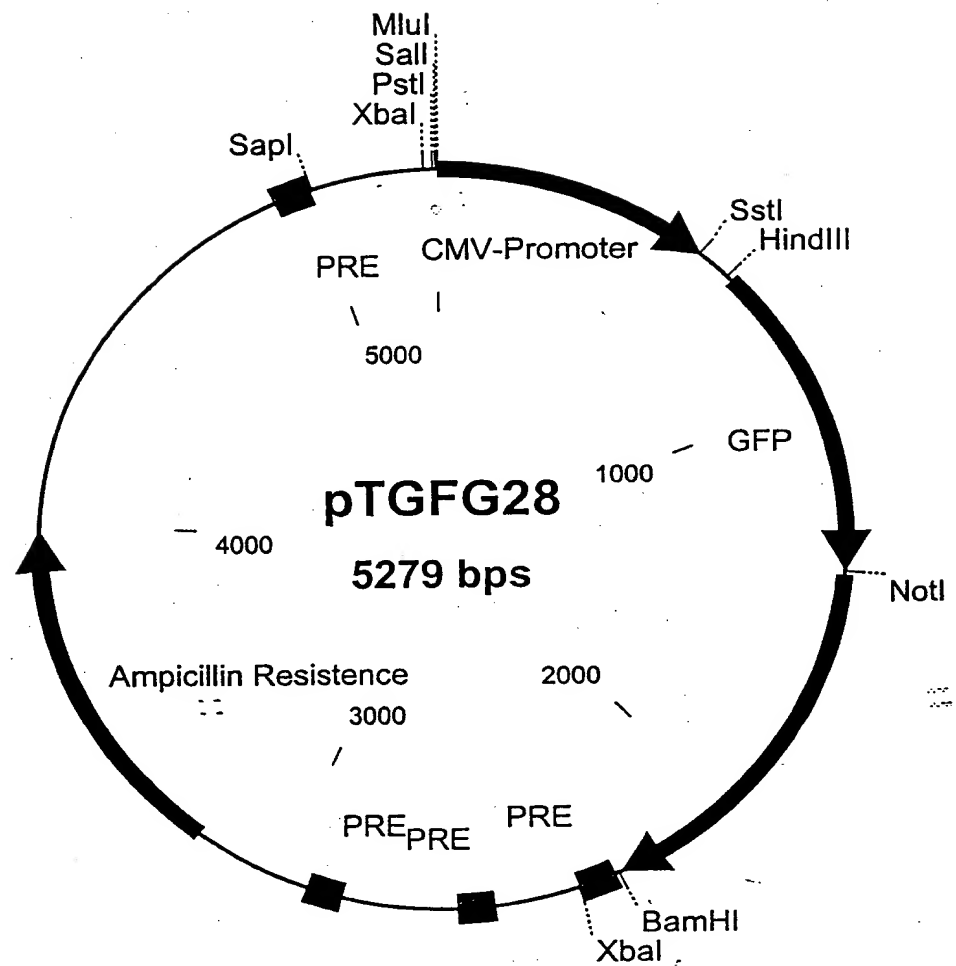 MluI
SalI
PstI
XbaI
SapI
SstI
HindIII
CMV-Promoter
PRE
5000
GFP
1000
pTGFG28
4000
5279 bps
NotI
Ampicillin Resistence
2000
3000
PRE
PRE
PRE
BamHI
XbaI